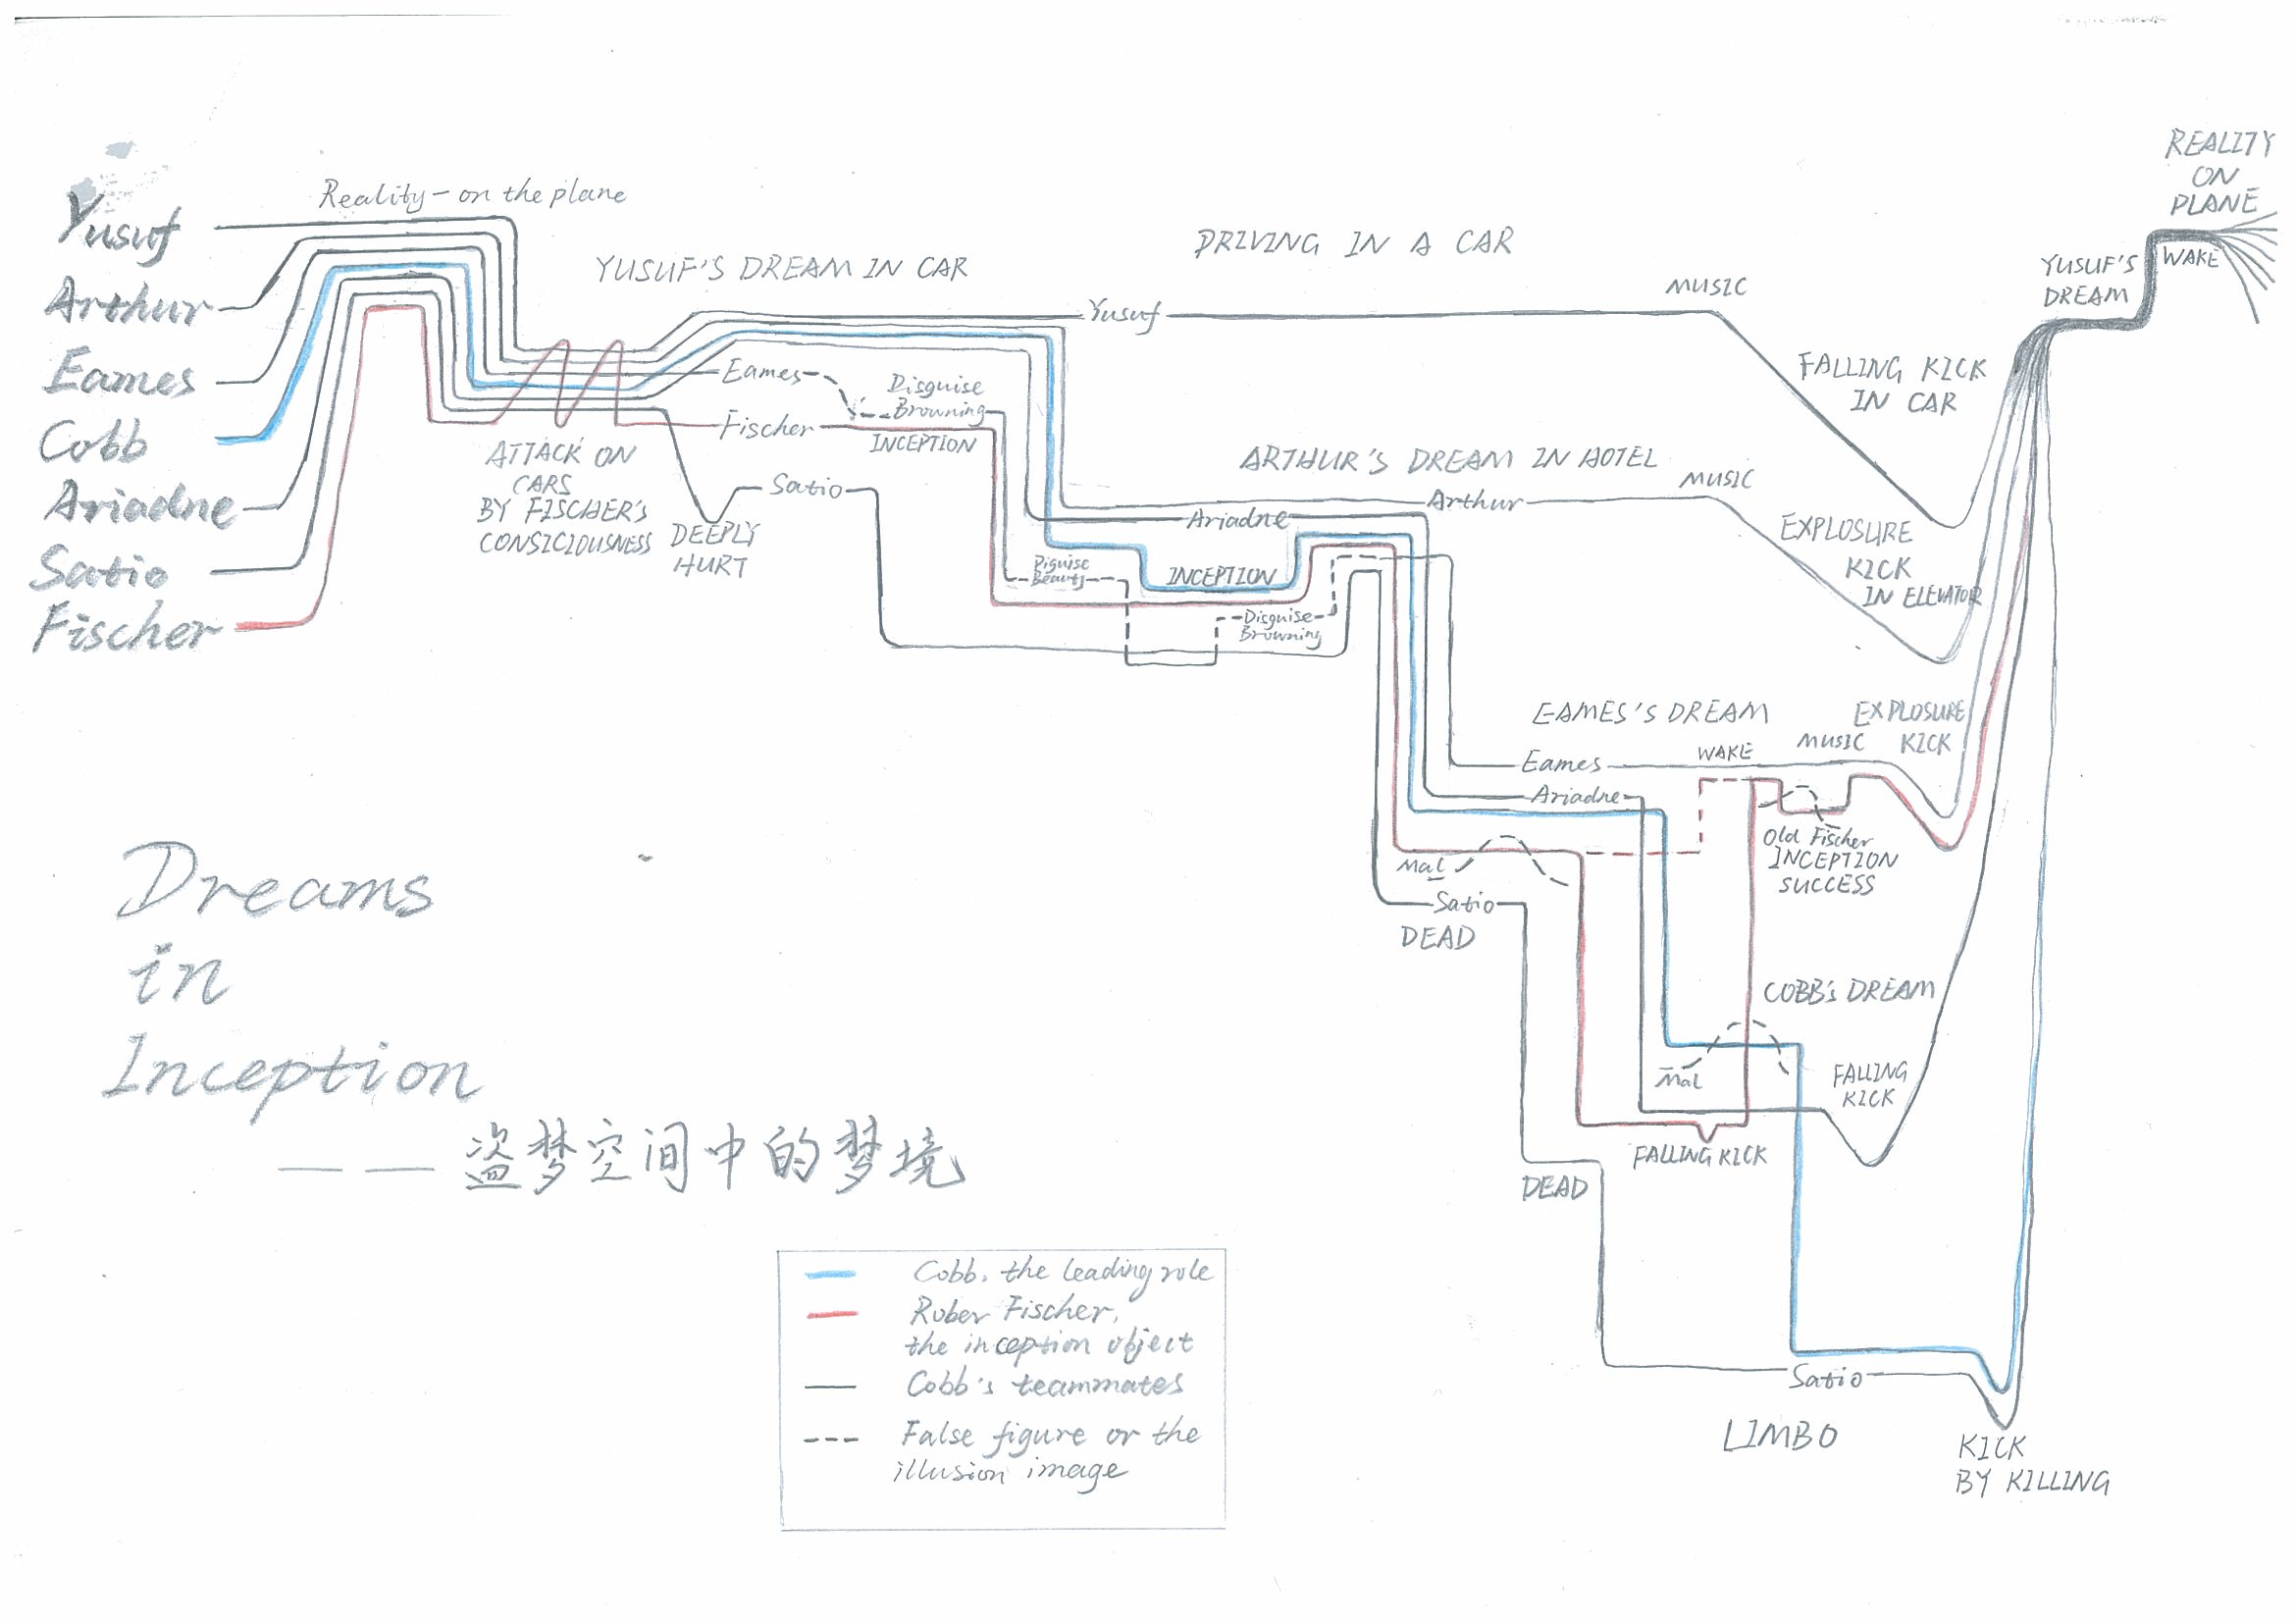 Reality - on the plane
Yusuf
Arthur
Eames
Cobb
Ariadne
Satio
Fischer
YUSUF'S DREAM IN CAR
ATTACK ON
CARS
BY FISCHER'S
CONSICIOUSNESS
DEEPLY
HURT
Eames
Disguise
Browning
Fischer
INCEPTION
Satio
DRIVING IN A CAR
Yusuf
MUSIC
FALLING KICK
IN CAR
ARTHUR'S DREAM IN HOTEL
Arthur
MUSIC
EXPLOSURE
KICK
IN ELEVATOR
Ariadne
Diguise
Beauty
INCEPTION
Disguise
Browning
EAMES'S DREAM
Eames
WAKE
MUSIC
EXPLOSURE
KICK
Ariadne
Mal
Old Fischer
INCEPTION
SUCCESS
Satio
DEAD
COBB'S DREAM
Mal
FALLING
KICK
FALLING KICK
DEAD
Satio
LIMBO
KICK
BY KILLING
YUSUF'S
DREAM
WAKE
REALITY
ON
PLANE
Dreams
in
Inception
——盗梦空间中的梦境
Cobb, the leading role
Rober Fischer,
the inception object
Cobb's teammates
False figure or the
illusion image